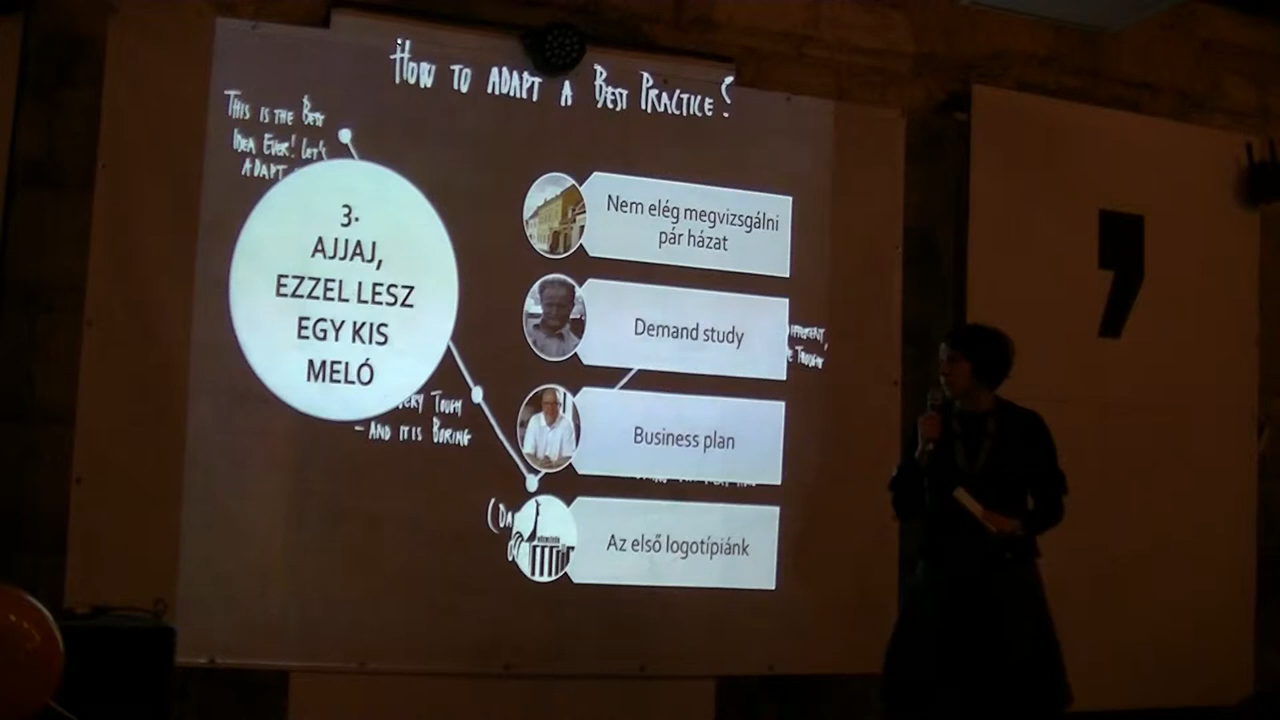 How to adapt a Best Practice?
This is the Best
Idea Ever! Let's
adapt
3.
AJJAJ,
EZZEL LESZ
EGY KIS
MELÓ
Nem elég megvizsgálni
pár házat
Demand study
Tough
- And it is Boring
Business plan
Az első logotípiánk
,